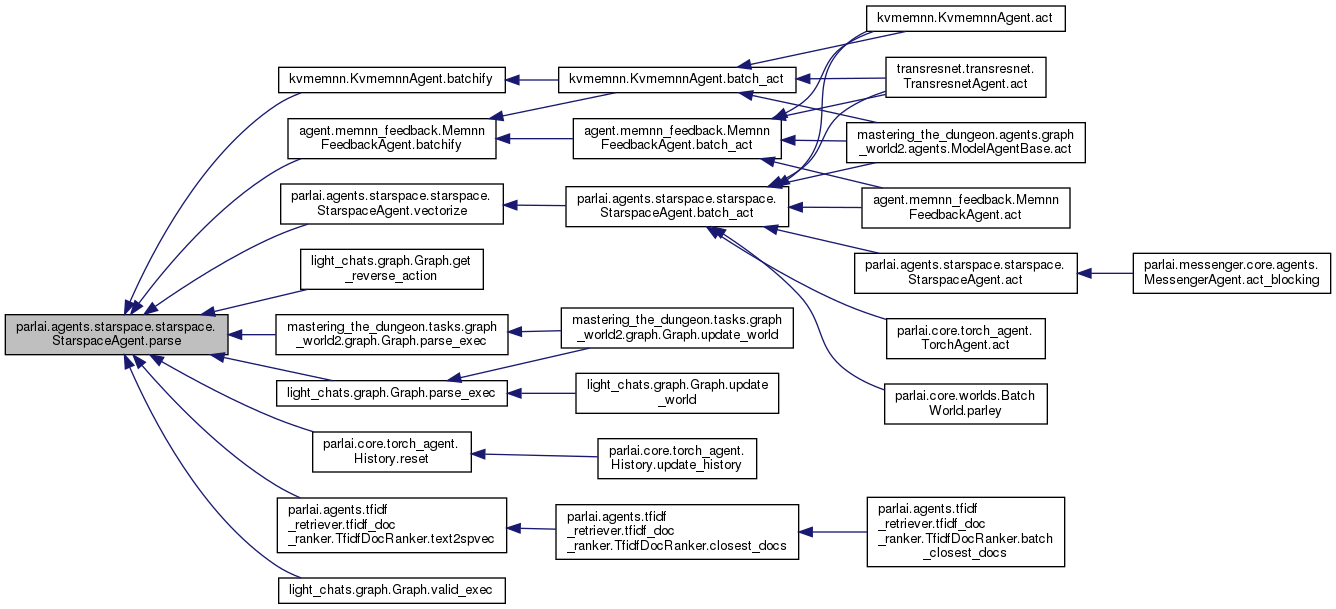 kvmemnn.KvmemnnAgent.act
kvmemnn.KvmemnnAgent.batchify
kvmemnn.KvmemnnAgent.batch_act
transresnet.transresnet.
TransresnetAgent.act
agent.memnn_feedback.Memnn
FeedbackAgent.batchify
agent.memnn_feedback.Memnn
FeedbackAgent.batch_act
mastering_the_dungeon.agents.graph
_world2.agents.ModelAgentBase.act
parlai.agents.starspace.starspace.
StarspaceAgent.vectorize
parlai.agents.starspace.starspace.
StarspaceAgent.batch_act
agent.memnn_feedback.Memnn
FeedbackAgent.act
light_chats.graph.Graph.get
_reverse_action
parlai.agents.starspace.starspace.
StarspaceAgent.act
parlai.messenger.core.agents.
MessengerAgent.act_blocking
parlai.agents.starspace.starspace.
StarspaceAgent.parse
mastering_the_dungeon.tasks.graph
_world2.graph.Graph.parse_exec
mastering_the_dungeon.tasks.graph
_world2.graph.Graph.update_world
parlai.core.torch_agent.
TorchAgent.act
light_chats.graph.Graph.parse_exec
light_chats.graph.Graph.update
_world
parlai.core.worlds.Batch
World.parley
parlai.core.torch_agent.
History.reset
parlai.core.torch_agent.
History.update_history
parlai.agents.tfidf
_retriever.tfidf_doc
_ranker.TfidfDocRanker.text2spvec
parlai.agents.tfidf
_retriever.tfidf_doc
_ranker.TfidfDocRanker.closest_docs
parlai.agents.tfidf
_retriever.tfidf_doc
_ranker.TfidfDocRanker.batch
_closest_docs
light_chats.graph.Graph.valid_exec